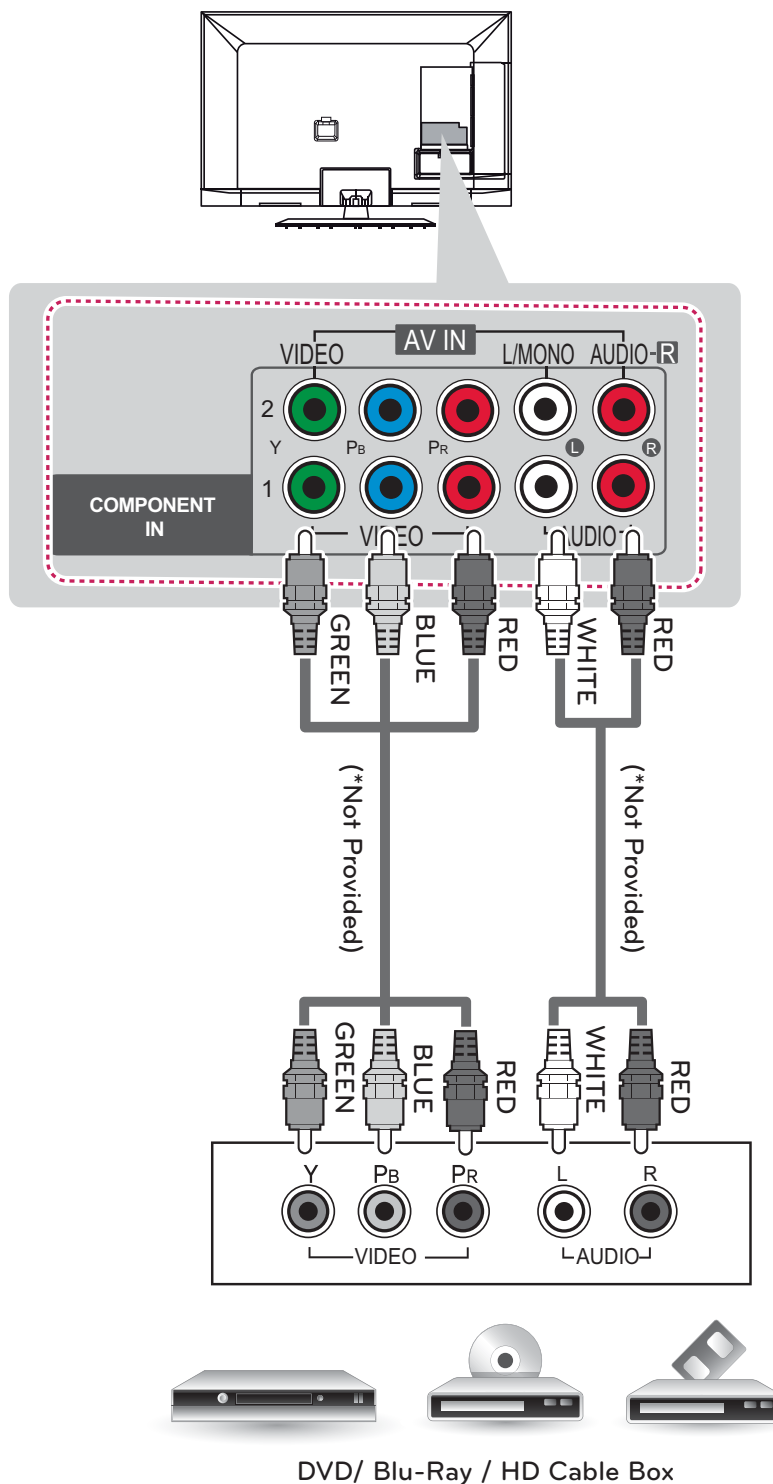 AV IN
VIDEO L/MONO AUDIO-R
2
Y PB PR L R
1
COMPONENT
IN
VIDEO AUDIO
GREEN BLUE RED WHITE RED
(*Not Provided) (*Not Provided)
GREEN BLUE RED WHITE RED
Y PB PR L R
VIDEO AUDIO
DVD/ Blu-Ray / HD Cable Box